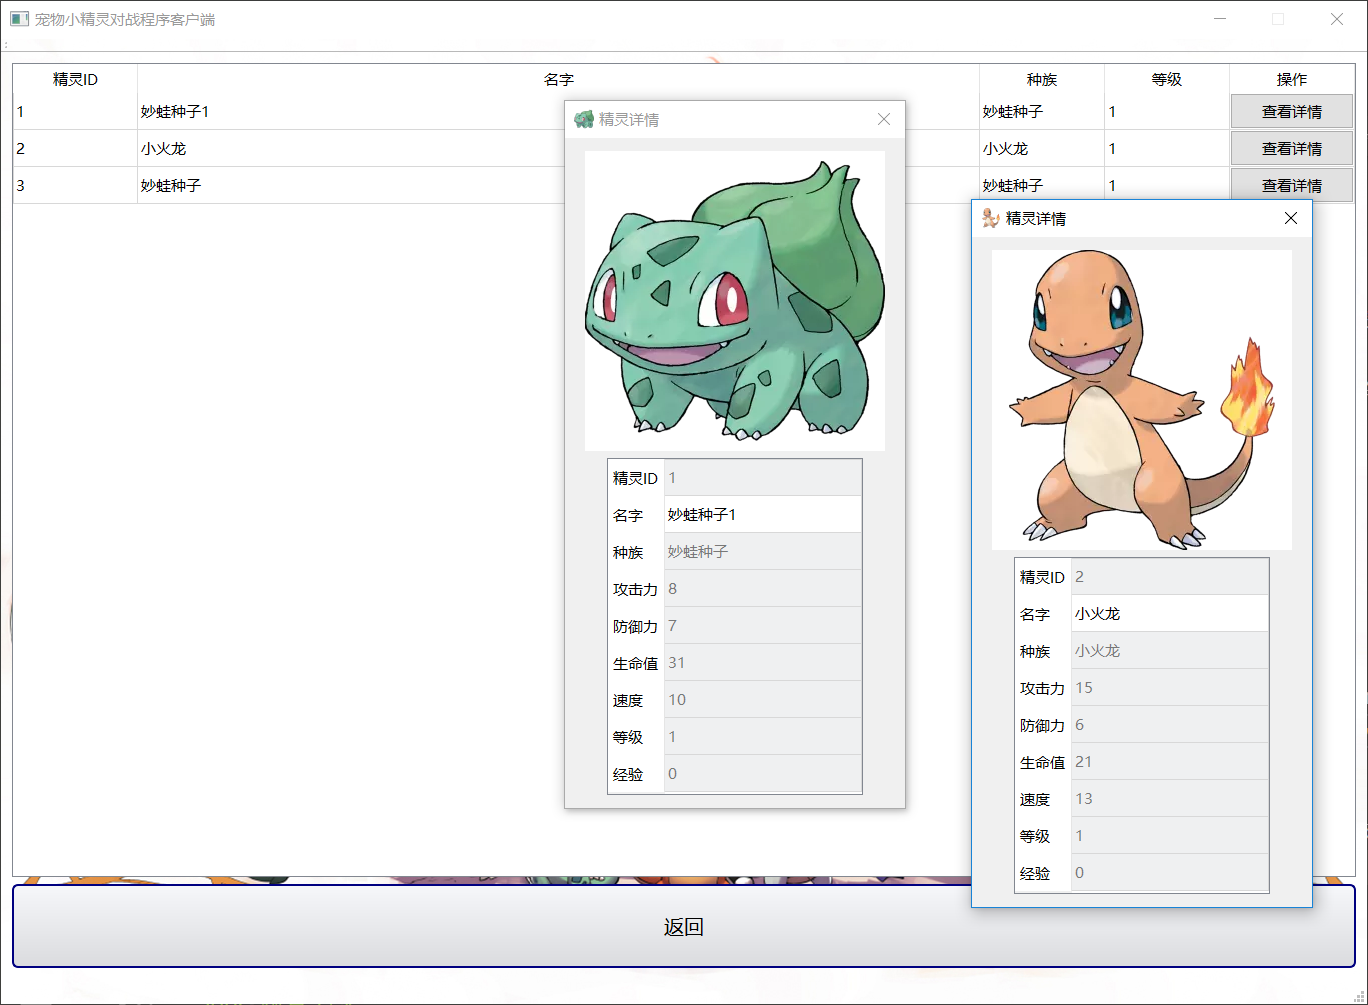 宠物小精灵对战程序客户端
精灵ID 名字 种族 等级 操作
1 妙蛙种子1 妙蛙种子 1 查看详情
2 小火龙 小火龙 1 查看详情
3 妙蛙种子 妙蛙种子 1 查看详情
精灵详情
精灵ID 1
名字 妙蛙种子1
种族 妙蛙种子
攻击力 8
防御力 7
生命值 31
速度 10
等级 1
经验 0
精灵详情
精灵ID 2
名字 小火龙
种族 小火龙
攻击力 15
防御力 6
生命值 21
速度 13
等级 1
经验 0
返回